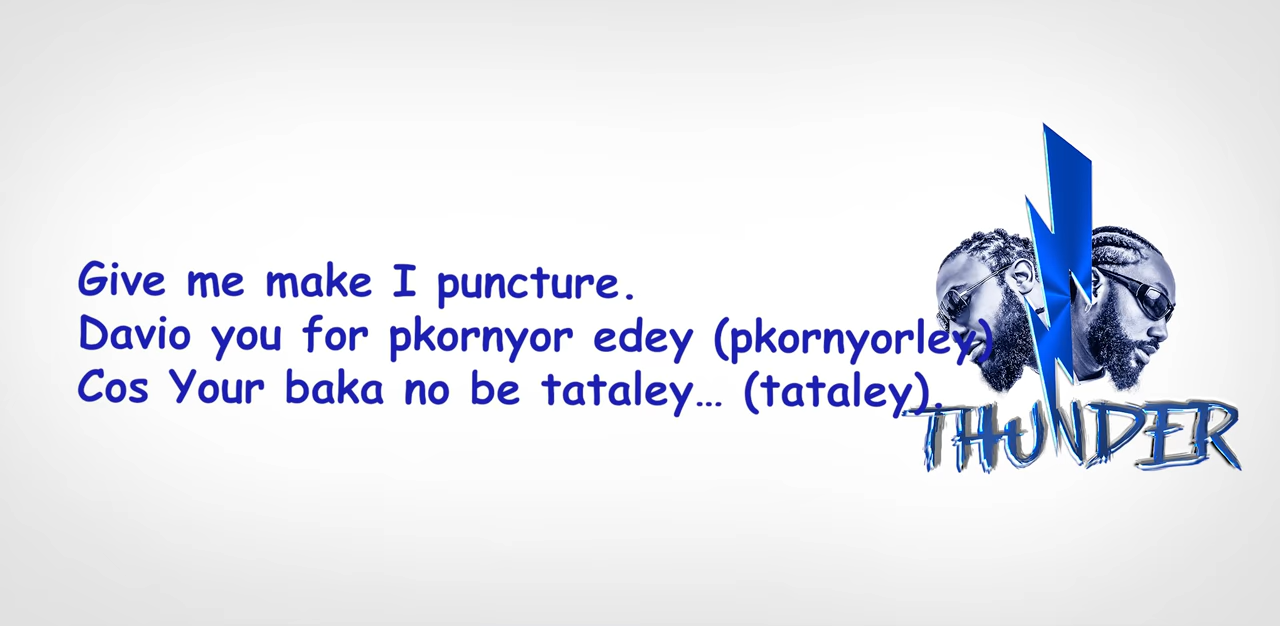 Give me make I puncture.
Davio you for pkornyor edey (pkornyorley)
Cos Your baka no be tataley... (tataley).
THUNDER